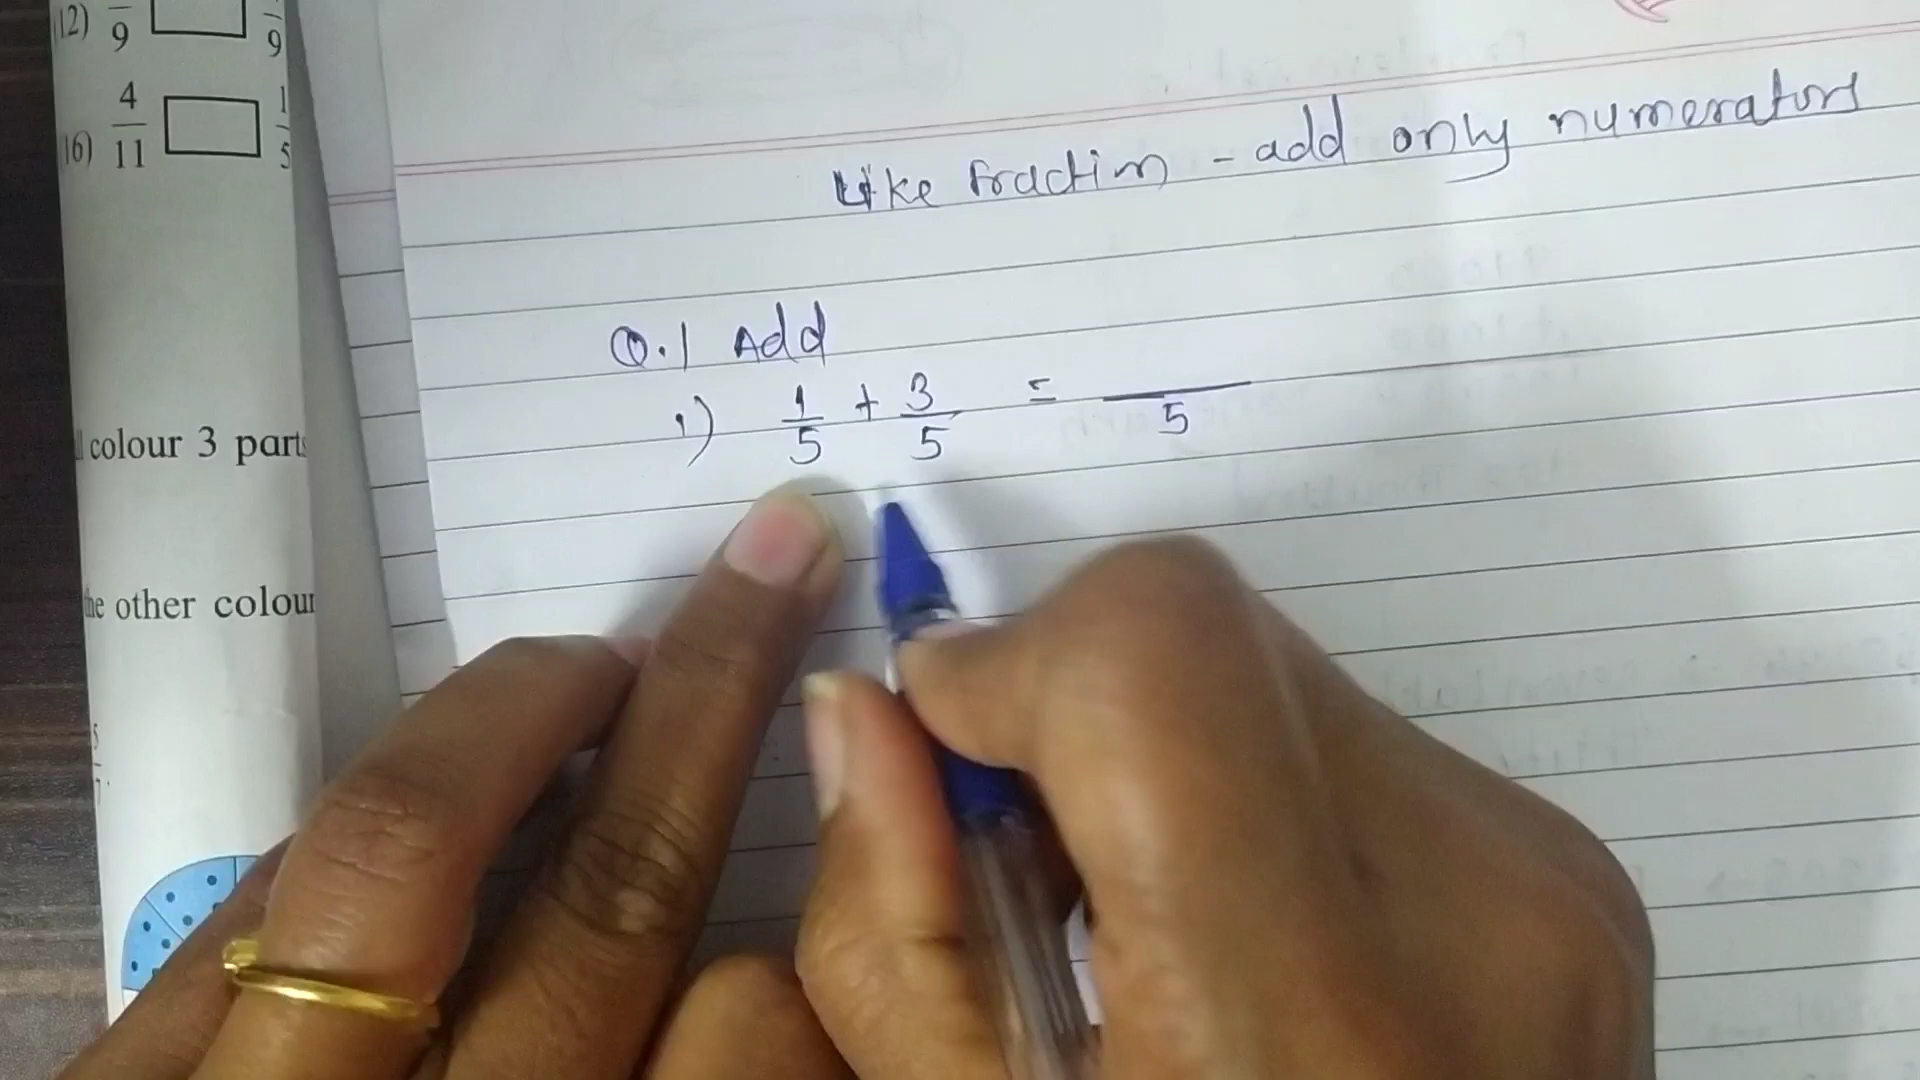 12) 9 9
16) 4/11 1/5
colour 3 parts
the other colour
5
Like fraction - add only numerators
Q.1 Add
1) 1/5 + 3/5 = /5